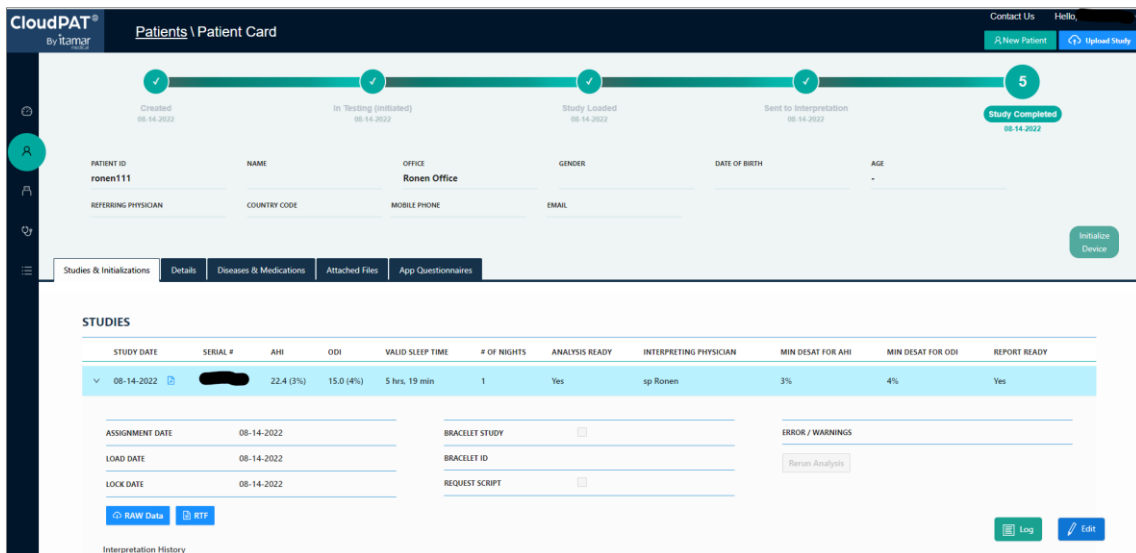 CloudPAT®
By itamar
medical
Patients \ Patient Card
Contact Us Hello,
New Patient Upload Study
5
Created In Testing (initiated) Study Loaded Sent to Interpretation Study Completed
08-14-2022 08-14-2022 08-14-2022 08-14-2022 08-14-2022
PATIENT ID NAME OFFICE GENDER DATE OF BIRTH AGE
ronen111 Ronen Office -
REFERRING PHYSICIAN COUNTRY CODE MOBILE PHONE EMAIL
Initialize
Device
Studies & Initializations Details Diseases & Medications Attached Files App Questionnaires
STUDIES
STUDY DATE SERIAL # AHI ODI VALID SLEEP TIME # OF NIGHTS ANALYSIS READY INTERPRETING PHYSICIAN MIN DESAT FOR AHI MIN DESAT FOR ODI REPORT READY
08-14-2022 22.4 (3%) 15.0 (4%) 5 hrs, 19 min 1 Yes sp Ronen 3% 4% Yes
ASSIGNMENT DATE 08-14-2022 BRACELET STUDY ERROR / WARNINGS
LOAD DATE 08-14-2022 BRACELET ID Rerun Analysis
LOCK DATE 08-14-2022 REQUEST SCRIPT
RAW Data RTF
Log Edit
Interpretation History